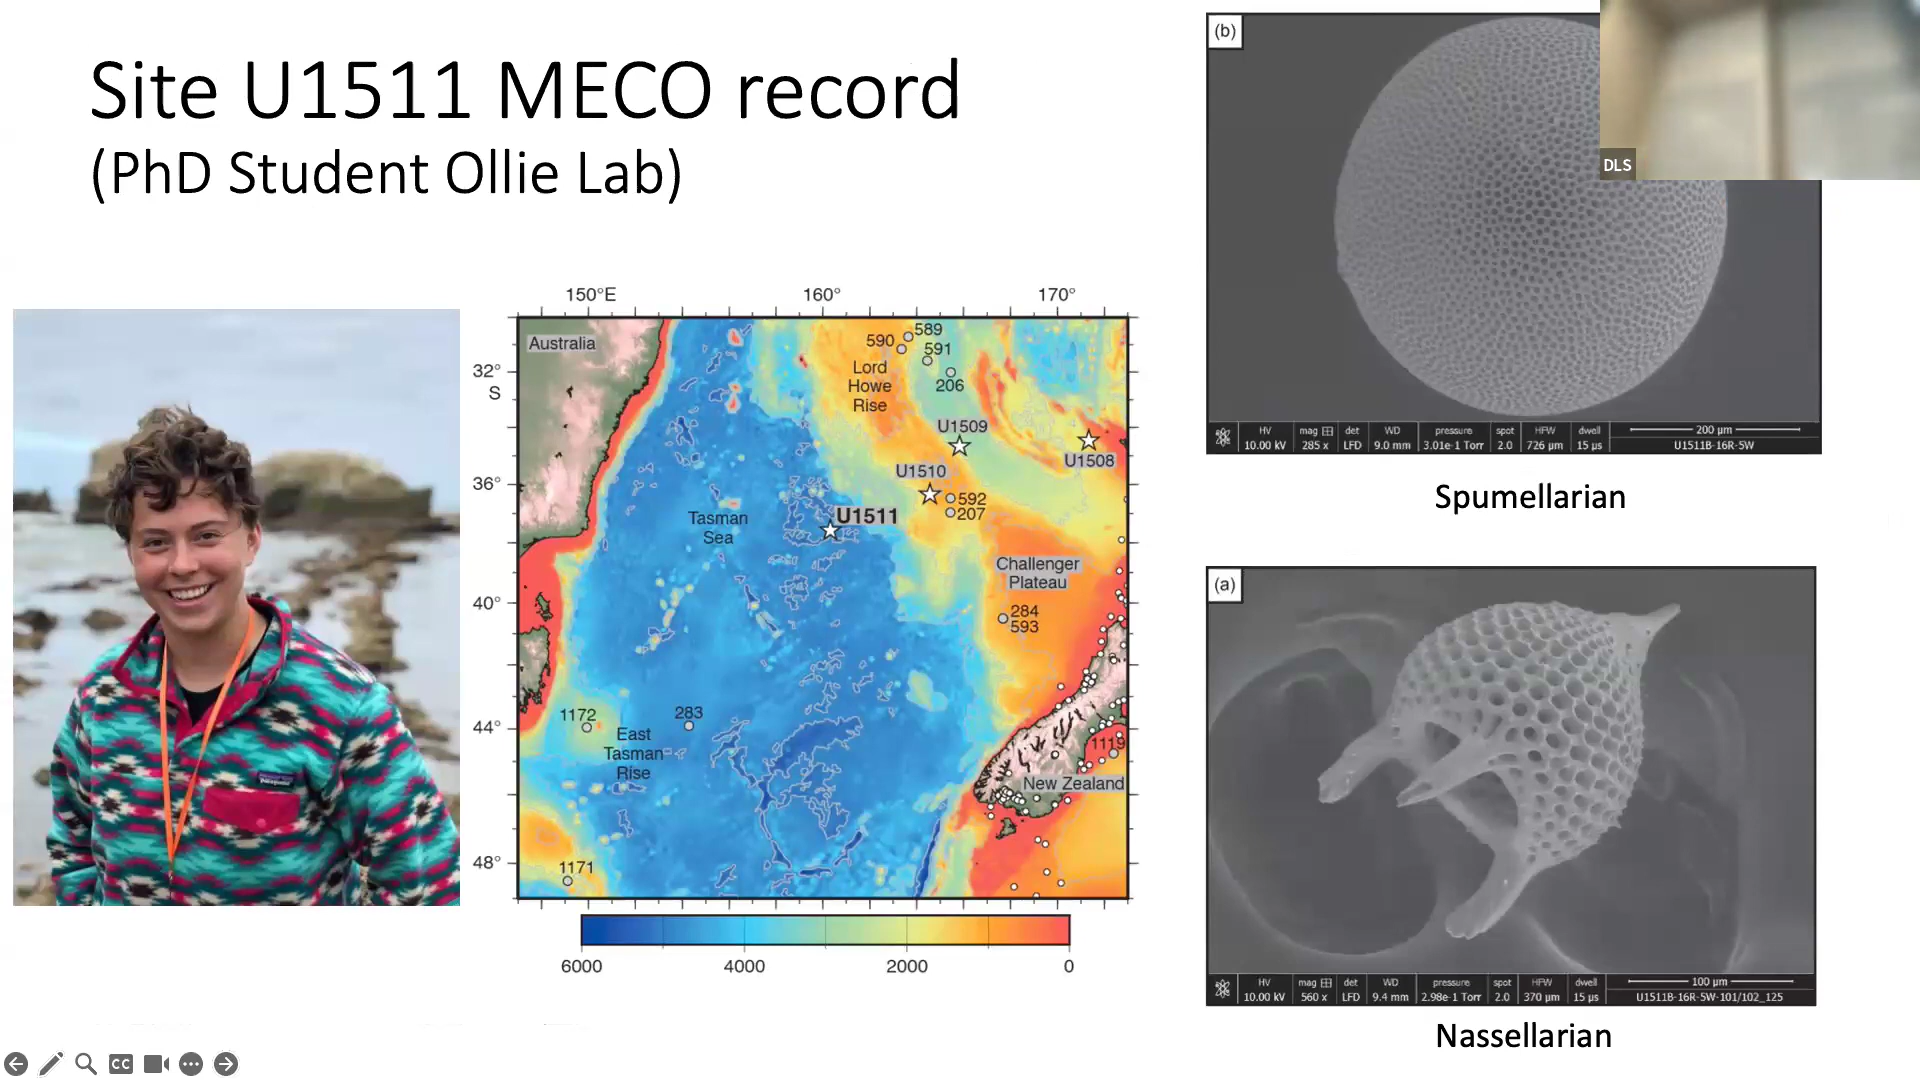 Site U1511 MECO record
(PhD Student Ollie Lab)
150°E 160° 170°
32°
S
36°
40°
44°
48°
Australia
589
590
591
Lord
Howe
Rise
206
U1509
U1508
U1510
592
207
U1511
Tasman
Sea
Challenger
Plateau
284
593
1172
283
East
Tasman
Rise
1119
New Zealand
1171
6000 4000 2000 0
patagonia
(b)
DLS
HV mag det WD pressure spot HFW dwell 200 µm
10.00 kV 285 x LFD 9.0 mm 3.01e-1 Torr 2.0 726 µm 15 µs U1511B-16R-5W
Spumellarian
(a)
HV mag det WD pressure spot HFW dwell 100 µm
10.00 kV 560 x LFD 9.4 mm 2.98e-1 Torr 2.0 370 µm 15 µs U1511B-16R-5W-101/102_125
Nassellarian
CC